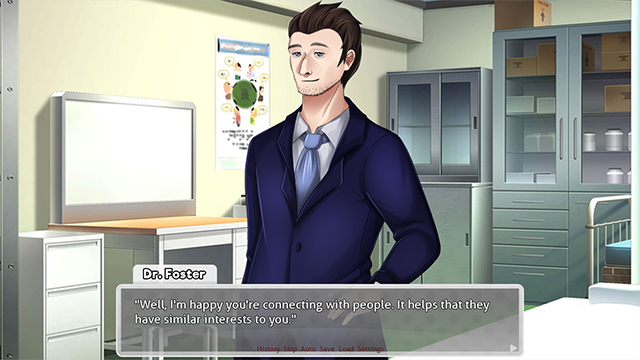 Dr. Foster
"Well, I'm happy you're connecting with people. It helps that they
have similar interests to you."
History Skip Auto Save Load Settings